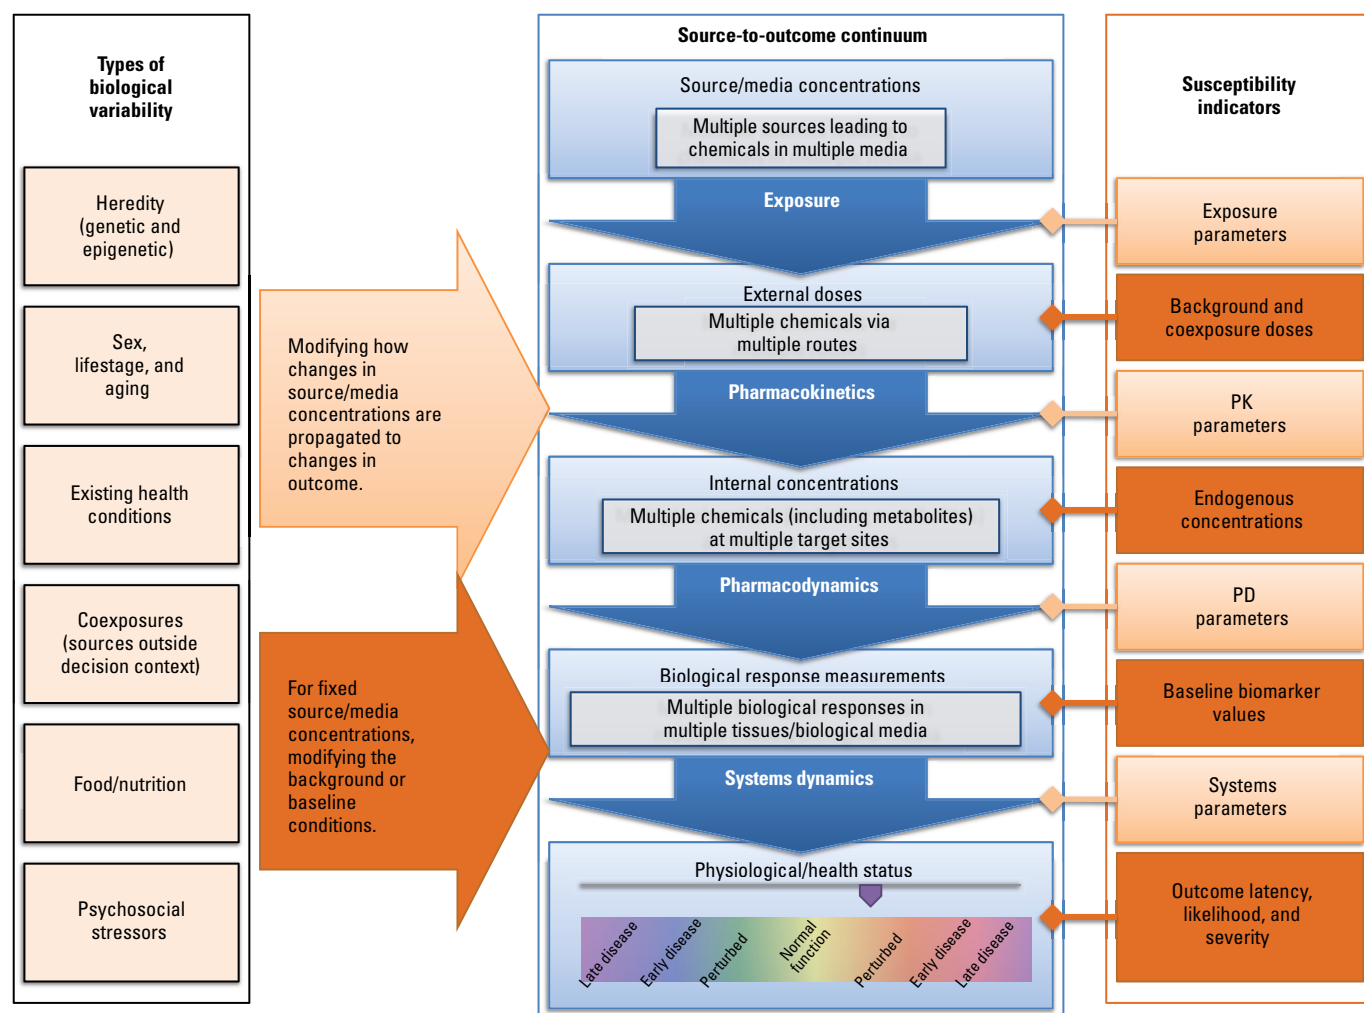 Types of
biological
variability
Heredity
(genetic and
epigenetic)
Sex,
lifestage, and
aging
Existing health
conditions
Coexposures
(sources outside
decision context)
Food/nutrition
Psychosocial
stressors
Modifying how
changes in
source/media
concentrations are
propagated to
changes in
outcome.
For fixed
source/media
concentrations,
modifying the
background or
baseline
conditions.
Source-to-outcome continuum
Source/media concentrations
Multiple sources leading to
chemicals in multiple media
Exposure
External doses
Multiple chemicals via
multiple routes
Pharmacokinetics
Internal concentrations
Multiple chemicals (including metabolites)
at multiple target sites
Pharmacodynamics
Biological response measurements
Multiple biological responses in
multiple tissues/biological media
Systems dynamics
Physiological/health status
Late disease
Early disease
Perturbed
Normal
function
Perturbed
Early disease
Late disease
Susceptibility
indicators
Exposure
parameters
Background and
coexposure doses
PK
parameters
Endogenous
concentrations
PD
parameters
Baseline biomarker
values
Systems
parameters
Outcome latency,
likelihood, and
severity